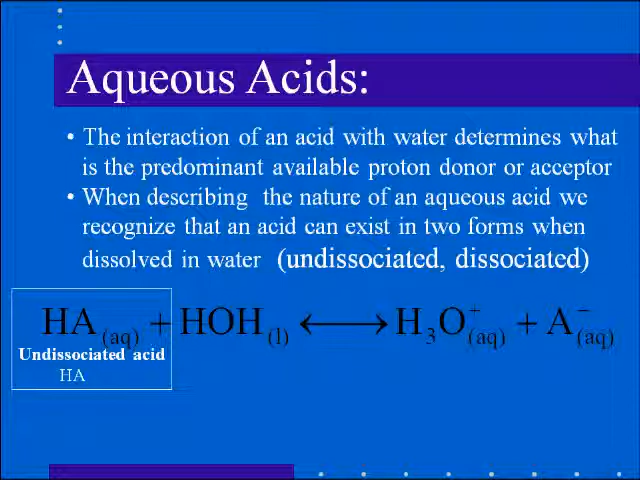 Aqueous Acids:
• The interaction of an acid with water determines what
is the predominant available proton donor or acceptor
• When describing the nature of an aqueous acid we
recognize that an acid can exist in two forms when
dissolved in water (undissociated, dissociated)
HA(aq) + HOH(l) ⟷ H₃O⁺(aq) + A⁻(aq)
Undissociated acid
HA